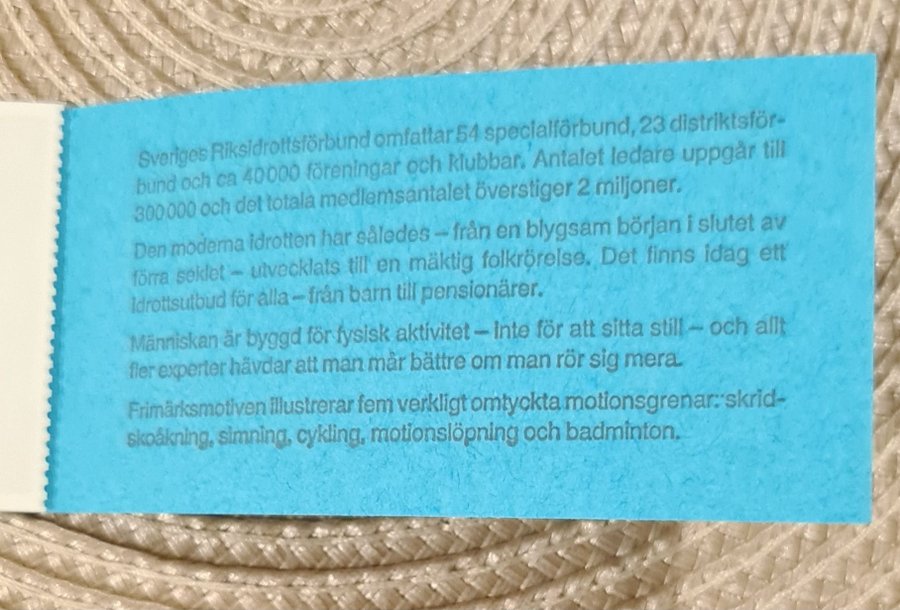 Sveriges Riksidrottsförbund omfattar 54 specialförbund, 23 distriktsför-
bund och ca 40 000 föreningar och klubbar. Antalet ledare uppgår till
300 000 och det totala medlemsantalet överstiger 2 miljoner.
Den moderna idrotten har således – från en blygsam början i slutet av
förra seklet – utvecklats till en mäktig folkrörelse. Det finns idag ett
idrottsutbud för alla – från barn till pensionärer.
Människan är byggd för fysisk aktivitet – inte för att sitta still – och allt
fler experter hävdar att man mår bättre om man rör sig mera.
Frimärksmotiven illustrerar fem verkligt omtyckta motionsgrenar: skrid-
skoåkning, simning, cykling, motionslöpning och badminton.